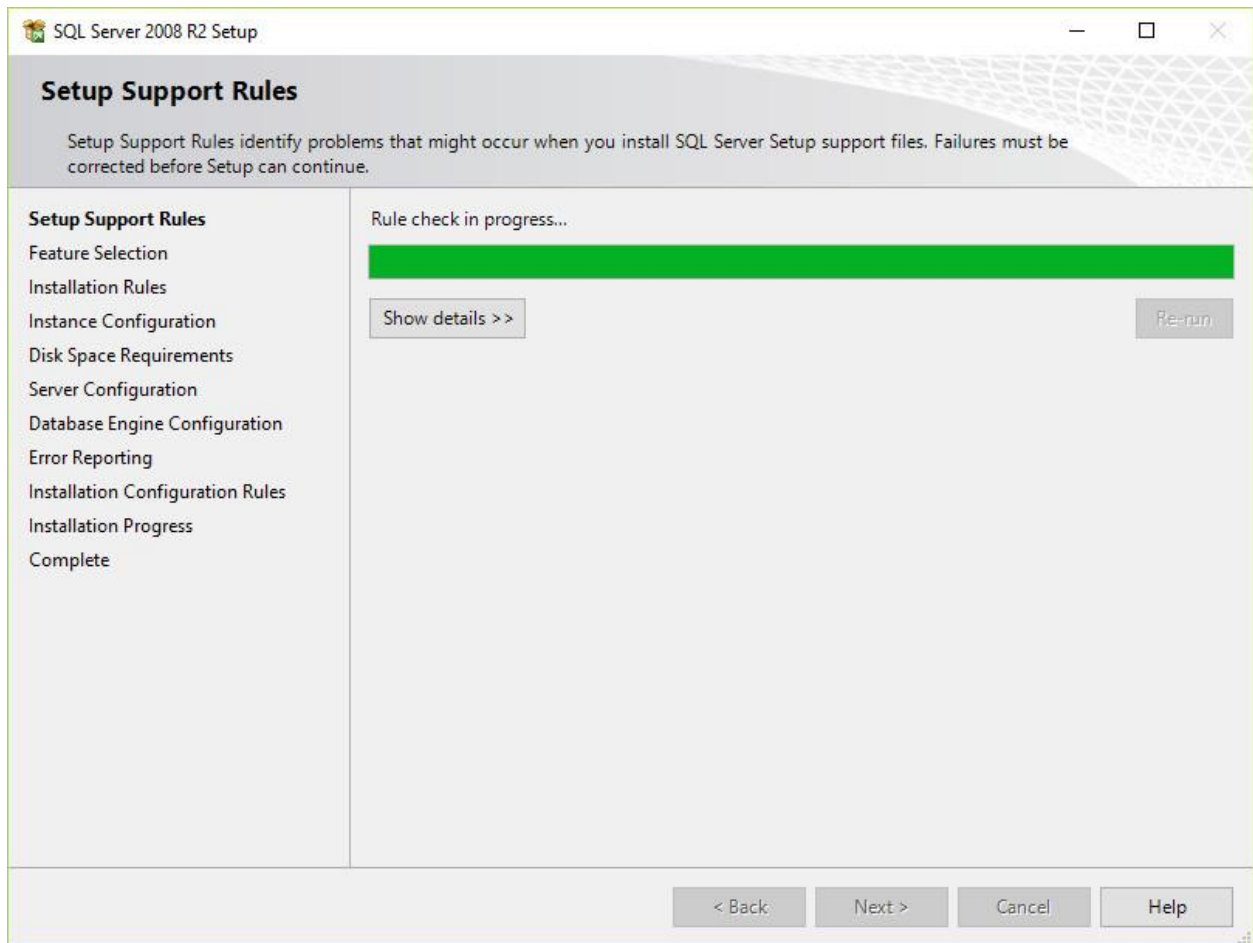 SQL Server 2008 R2 Setup
Setup Support Rules
Setup Support Rules identify problems that might occur when you install SQL Server Setup support files. Failures must be
corrected before Setup can continue.
Setup Support Rules
Feature Selection
Installation Rules
Instance Configuration
Disk Space Requirements
Server Configuration
Database Engine Configuration
Error Reporting
Installation Configuration Rules
Installation Progress
Complete
Rule check in progress...
Show details >>
Re-run
< Back
Next >
Cancel
Help